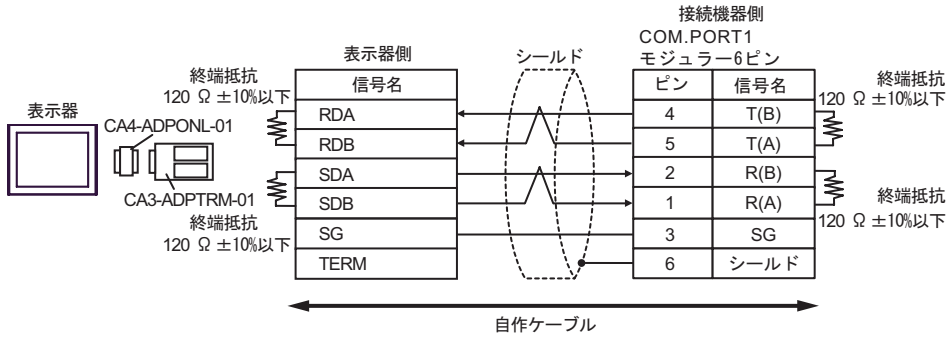 接続機器側
COM.PORT1
モジュラー6ピン
表示器側
シールド
終端抵抗
120 Ω ±10%以下
信号名
ピン 信号名
終端抵抗
120 Ω ±10%以下
表示器
CA4-ADPONL-01
CA3-ADPTRM-01
RDA 4 T(B)
RDB 5 T(A)
SDA 2 R(B)
SDB 1 R(A)
SG 3 SG
TERM 6 シールド
終端抵抗
120 Ω ±10%以下
終端抵抗
120 Ω ±10%以下
自作ケーブル